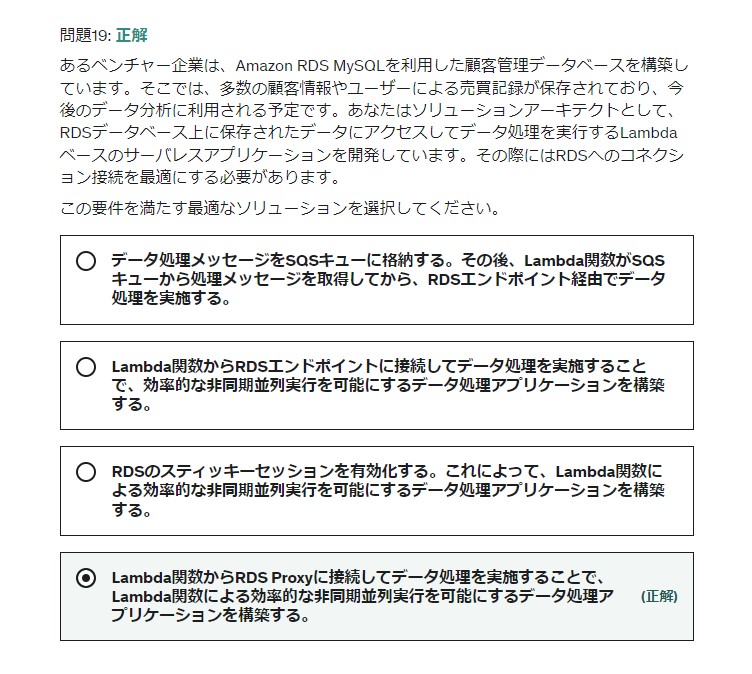 問題19: 正解
あるベンチャー企業は、Amazon RDS MySQLを利用した顧客管理データベースを構築し
ています。そこでは、多数の顧客情報やユーザーによる売買記録が保存されており、今
後のデータ分析に利用される予定です。あなたはソリューションアーキテクトとして、
RDSデータベース上に保存されたデータにアクセスしてデータ処理を実行するLambda
ベースのサーバレスアプリケーションを開発しています。その際にはRDSへのコネクシ
ョン接続を最適にする必要があります。
この要件を満たす最適なソリューションを選択してください。
データ処理メッセージをSQSキューに格納する。その後、Lambda関数がSQS
キューから処理メッセージを取得してから、RDSエンドポイント経由でデータ
処理を実施する。
Lambda関数からRDSエンドポイントに接続してデータ処理を実施すること
で、効率的な非同期並列実行を可能にするデータ処理アプリケーションを構築
する。
RDSのスティッキーセッションを有効化する。これによって、Lambda関数に
よる効率的な非同期並列実行を可能にするデータ処理アプリケーションを構築
する。
Lambda関数からRDS Proxyに接続してデータ処理を実施することで、
Lambda関数による効率的な非同期並列実行を可能にするデータ処理ア (正解)
プリケーションを構築する。